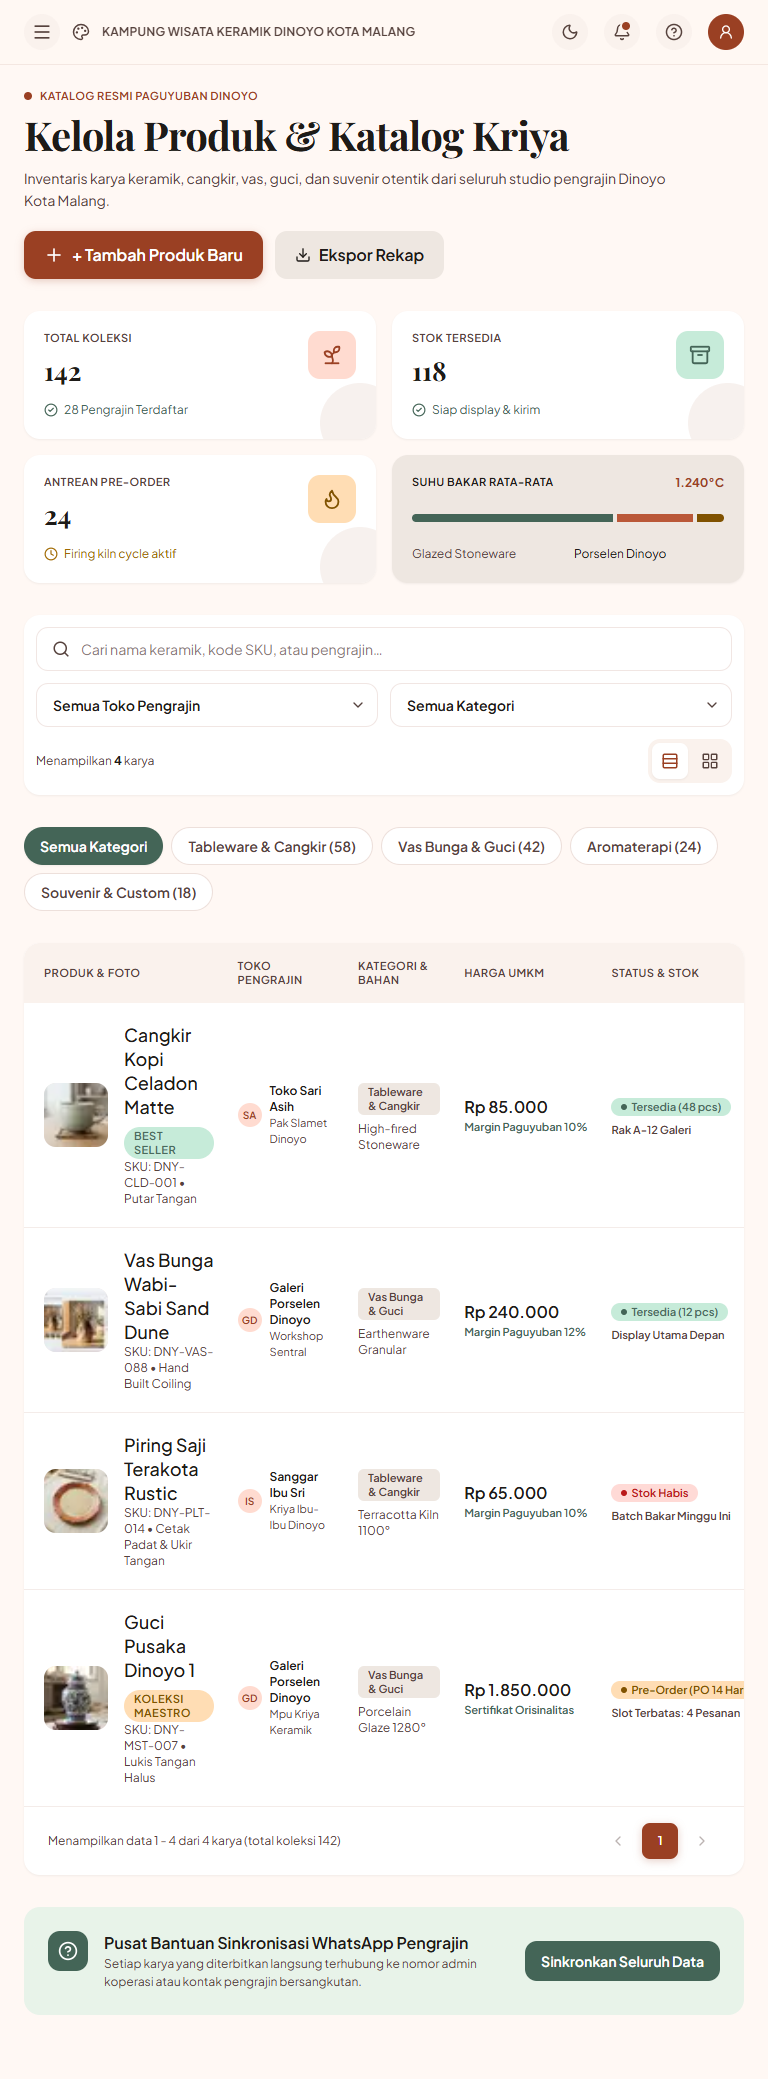 KAMPUNG WISATA KERAMIK DINOYO KOTA MALANG
KATALOG RESMI PAGUYUBAN DINOYO
Kelola Produk & Katalog Kriya
Inventaris karya keramik, cangkir, vas, guci, dan suvenir otentik dari seluruh studio pengrajin Dinoyo
Kota Malang.
+ Tambah Produk Baru
Ekspor Rekap
TOTAL KOLEKSI
142
28 Pengrajin Terdaftar
STOK TERSEDIA
118
Siap display & kirim
ANTREAN PRE-ORDER
24
Firing kiln cycle aktif
SUHU BAKAR RATA-RATA
1.240°C
Glazed Stoneware
Porselen Dinoyo
Cari nama keramik, kode SKU, atau pengrajin...
Semua Toko Pengrajin
Semua Kategori
Menampilkan 4 karya
Semua Kategori
Tableware & Cangkir (58)
Vas Bunga & Guci (42)
Aromaterapi (24)
Souvenir & Custom (18)
PRODUK & FOTO
TOKO
PENGRAJIN
KATEGORI &
BAHAN
HARGA UMKM
STATUS & STOK
Cangkir
Kopi
Celadon
Matte
BEST
SELLER
SKU: DNY-
CLD-001 •
Putar Tangan
SA
Toko Sari
Asih
Pak Slamet
Dinoyo
Tableware
& Cangkir
High-fired
Stoneware
Rp 85.000
Margin Paguyuban 10%
Tersedia (48 pcs)
Rak A-12 Galeri
Vas Bunga
Wabi-
Sabi Sand
Dune
SKU: DNY-VAS-
088 • Hand
Built Coiling
GD
Galeri
Porselen
Dinoyo
Workshop
Sentral
Vas Bunga
& Guci
Earthenware
Granular
Rp 240.000
Margin Paguyuban 12%
Tersedia (12 pcs)
Display Utama Depan
Piring Saji
Terakota
Rustic
SKU: DNY-PLT-
014 • Cetak
Padat & Ukir
Tangan
IS
Sanggar
Ibu Sri
Kriya Ibu-
Ibu Dinoyo
Tableware
& Cangkir
Terracotta Kiln
1100°
Rp 65.000
Margin Paguyuban 10%
Stok Habis
Batch Bakar Minggu Ini
Guci
Pusaka
Dinoyo 1
KOLEKSI
MAESTRO
SKU: DNY-
MST-007 •
Lukis Tangan
Halus
GD
Galeri
Porselen
Dinoyo
Mpu Kriya
Keramik
Vas Bunga
& Guci
Porcelain
Glaze 1280°
Rp 1.850.000
Sertifikat Orisinalitas
Pre-Order (PO 14 Har
Slot Terbatas: 4 Pesanan
Menampilkan data 1 - 4 dari 4 karya (total koleksi 142)
1
Pusat Bantuan Sinkronisasi WhatsApp Pengrajin
Setiap karya yang diterbitkan langsung terhubung ke nomor admin
koperasi atau kontak pengrajin bersangkutan.
Sinkronkan Seluruh Data